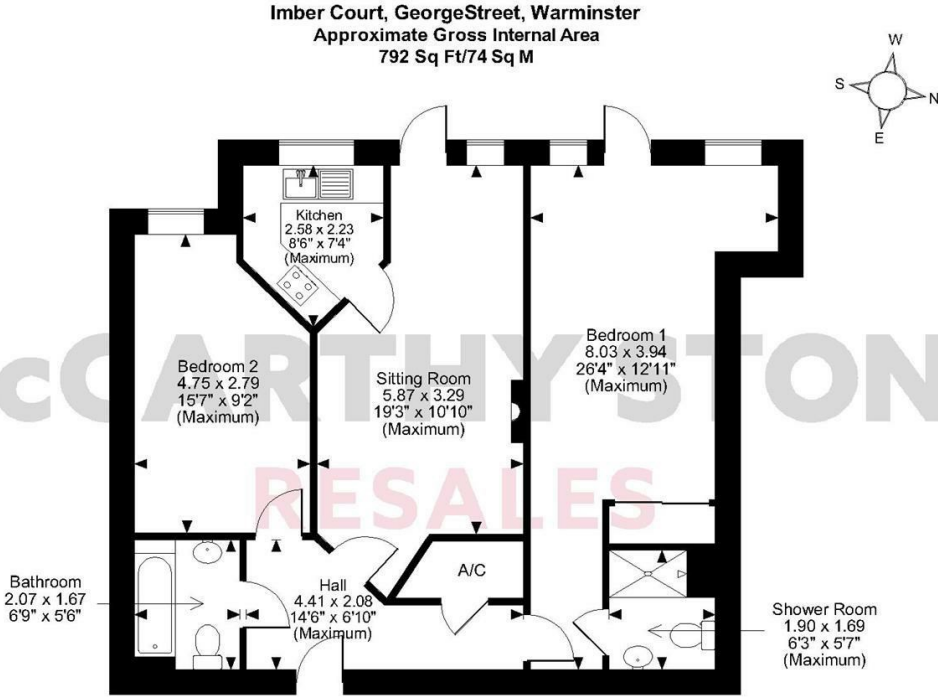 Imber Court, GeorgeStreet, Warminster
Approximate Gross Internal Area
792 Sq Ft/74 Sq M
W
S
N
E
Kitchen
2.58 x 2.23
8'6" x 7'4"
(Maximum)
Bedroom 1
8.03 x 3.94
26'4" x 12'11"
(Maximum)
Bedroom 2
4.75 x 2.79
15'7" x 9'2"
(Maximum)
Sitting Room
5.87 x 3.29
19'3" x 10'10"
(Maximum)
cCARTHY STON
RESALES
A/C
Bathroom
2.07 x 1.67
6'9" x 5'6"
Hall
4.41 x 2.08
14'6" x 6'10"
(Maximum)
Shower Room
1.90 x 1.69
6'3" x 5'7"
(Maximum)